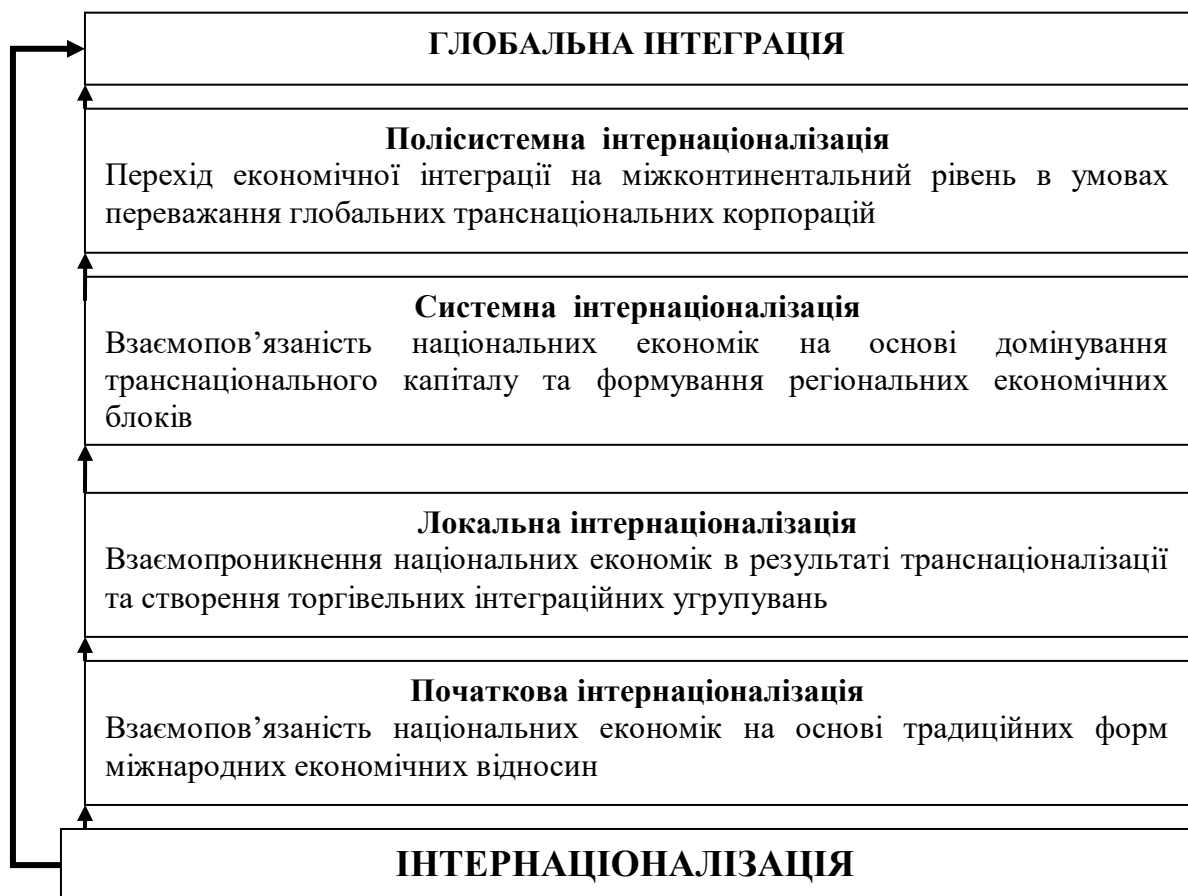 ГЛОБАЛЬНА ІНТЕГРАЦІЯ
Полісистемна інтернаціоналізація
Перехід економічної інтеграції на міжконтинентальний рівень в умовах
переважання глобальних транснаціональних корпорацій
Системна інтернаціоналізація
Взаємопов’язаність національних економік на основі домінування
транснаціонального капіталу та формування регіональних економічних
блоків
Локальна інтернаціоналізація
Взаємопроникнення національних економік в результаті транснаціоналізації
та створення торгівельних інтеграційних угрупувань
Початкова інтернаціоналізація
Взаємопов’язаність національних економік на основі традиційних форм
міжнародних економічних відносин
ІНТЕРНАЦІОНАЛІЗАЦІЯ